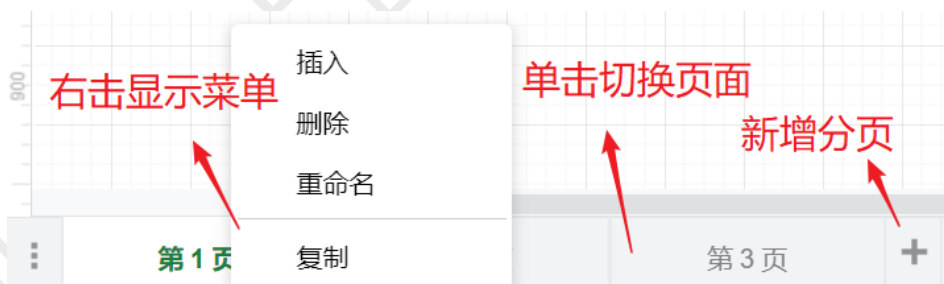 插入
900
右击显示菜单
单击切换页面
删除
新增分页
重命名
第 1 页
复制
第 3 页